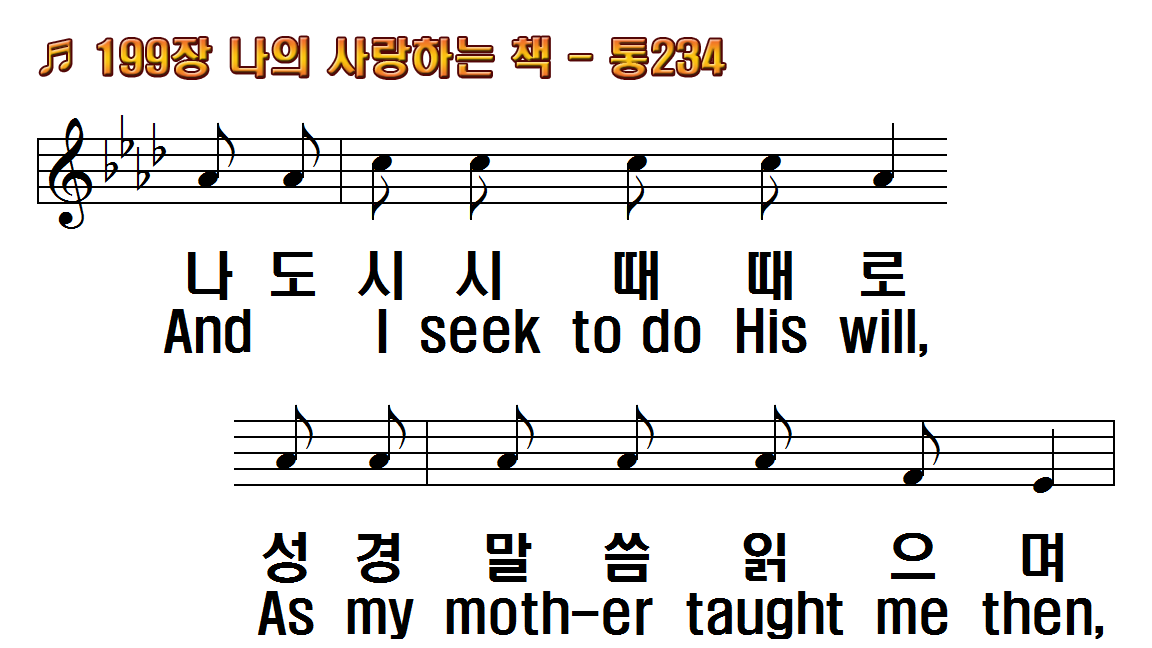 199장 나의 사랑하는 책 - 통234
나 도 시 시 때 때 로
And I seek to do His will,
성 경 말 씀 읽 으 며
As my moth-er taught me then,